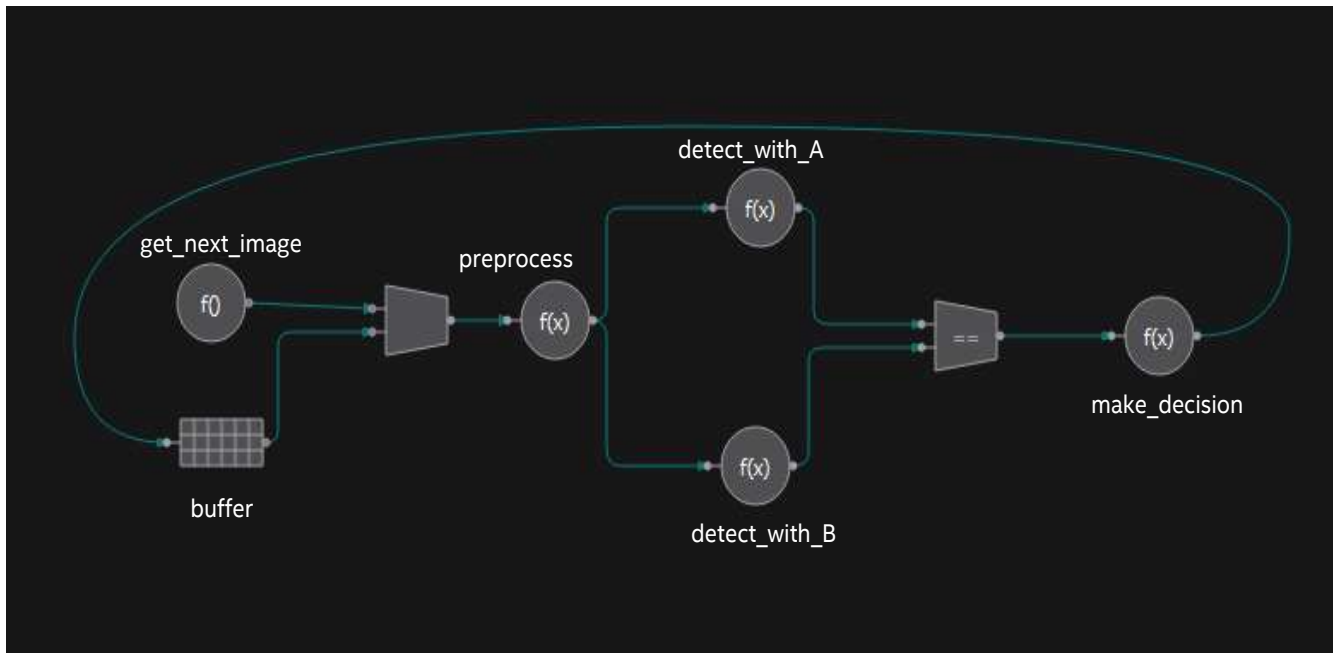 detect_with_A
f(x)
get_next_image
preprocess
f()
f(x)
==
f(x)
make_decision
f(x)
buffer
detect_with_B